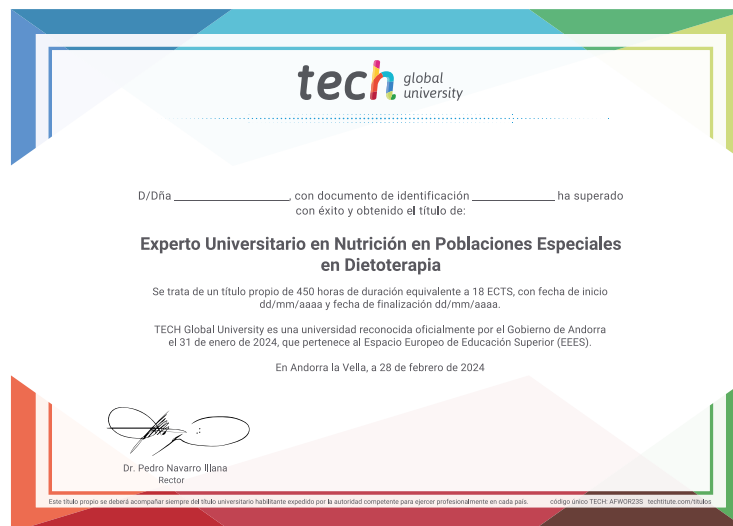 tech global university
D/Dña ____________________, con documento de identificación ______________ ha superado
con éxito y obtenido el título de:
Experto Universitario en Nutrición en Poblaciones Especiales
en Dietoterapia
Se trata de un título propio de 450 horas de duración equivalente a 18 ECTS, con fecha de inicio
dd/mm/aaaa y fecha de finalización dd/mm/aaaa.
TECH Global University es una universidad reconocida oficialmente por el Gobierno de Andorra
el 31 de enero de 2024, que pertenece al Espacio Europeo de Educación Superior (EEES).
En Andorra la Vella, a 28 de febrero de 2024
Dr. Pedro Navarro Illana
Rector
Este título propio se deberá acompañar siempre del título universitario habilitante expedido por la autoridad competente para ejercer profesionalmente en cada país. código único TECH: AFWOR23S techtitute.com/titulos